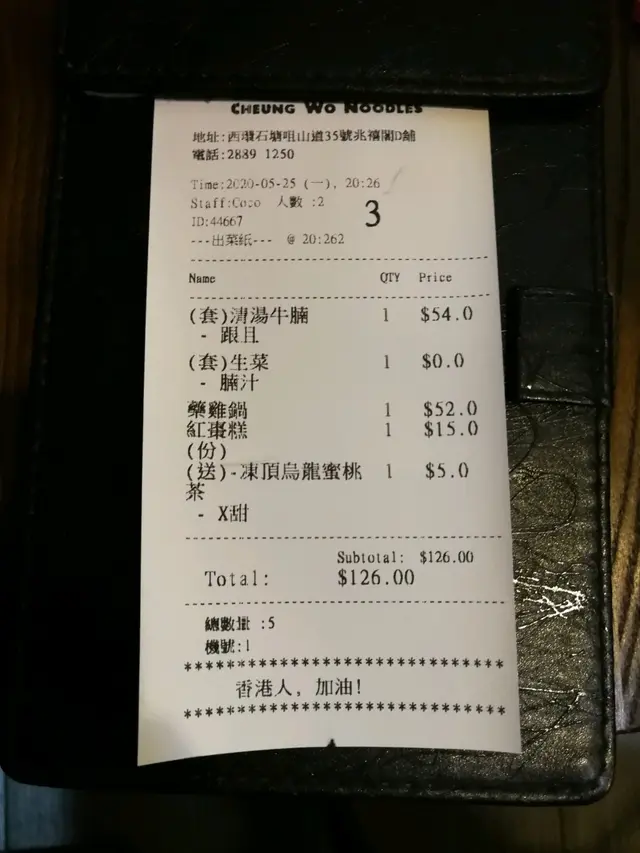 CHEUNG WO NOODLES
地址:西環石塘咀山道35號兆禧閣D舖
電話:2889 1250
Time:2020-05-25 (一), 20:26
Staff:Coco 人數 :2
3
ID:44667
---出菜紙--- @ 20:262
Name QTY Price
(套)清湯牛腩 1 $54.0
- 跟且
(套)生菜 1 $0.0
- 腩汁
藥雞鍋 1 $52.0
紅棗糕 1 $15.0
(份)
(送)-凍頂烏龍蜜桃 1 $5.0
茶
- X甜
Subtotal: $126.00
Total: $126.00
總數量 :5
機號:1
********************************
香港人, 加油!
********************************